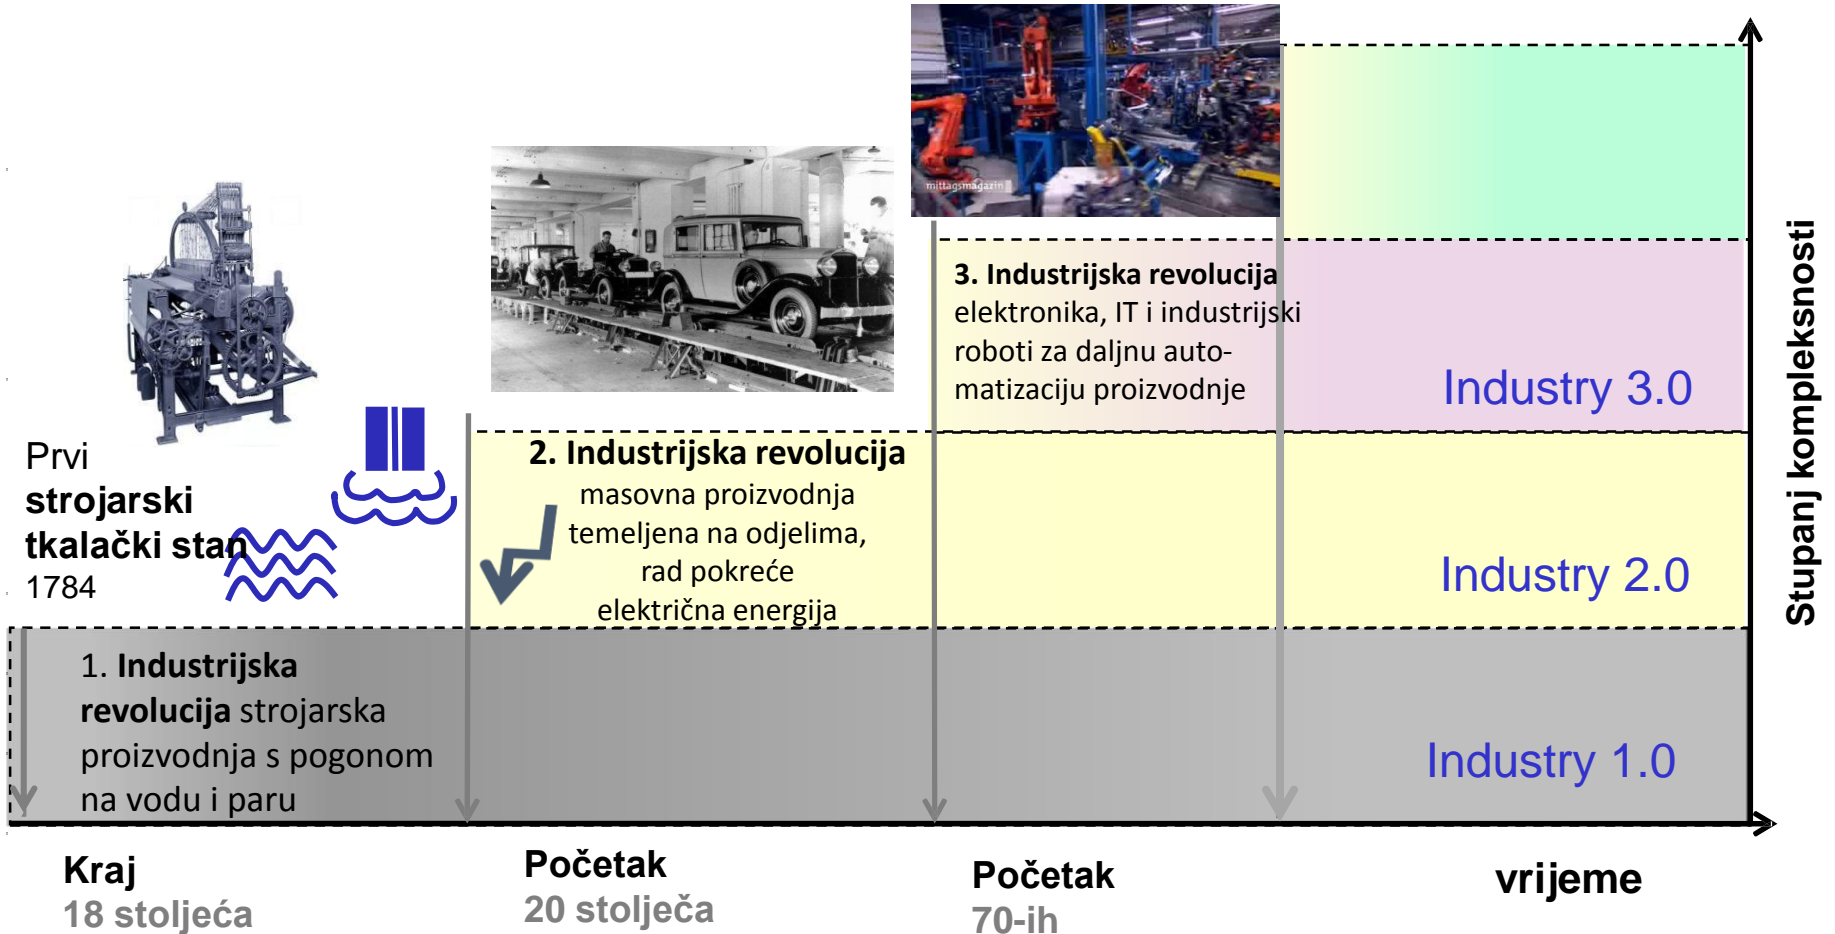 mittagsmagazin
Prvi
strojarski
tkalački stan
1784
3. Industrijska revolucija
elektronika, IT i industrijski
roboti za daljnu auto-
matizaciju proizvodnje
Industry 3.0
2. Industrijska revolucija
masovna proizvodnja
temeljena na odjelima,
rad pokreće
električna energija
Industry 2.0
1. Industrijska
revolucija strojarska
proizvodnja s pogonom
na vodu i paru
Industry 1.0
Stupanj kompleksnosti
Kraj
18 stoljeća
Početak
20 stolječa
Početak
70-ih
vrijeme